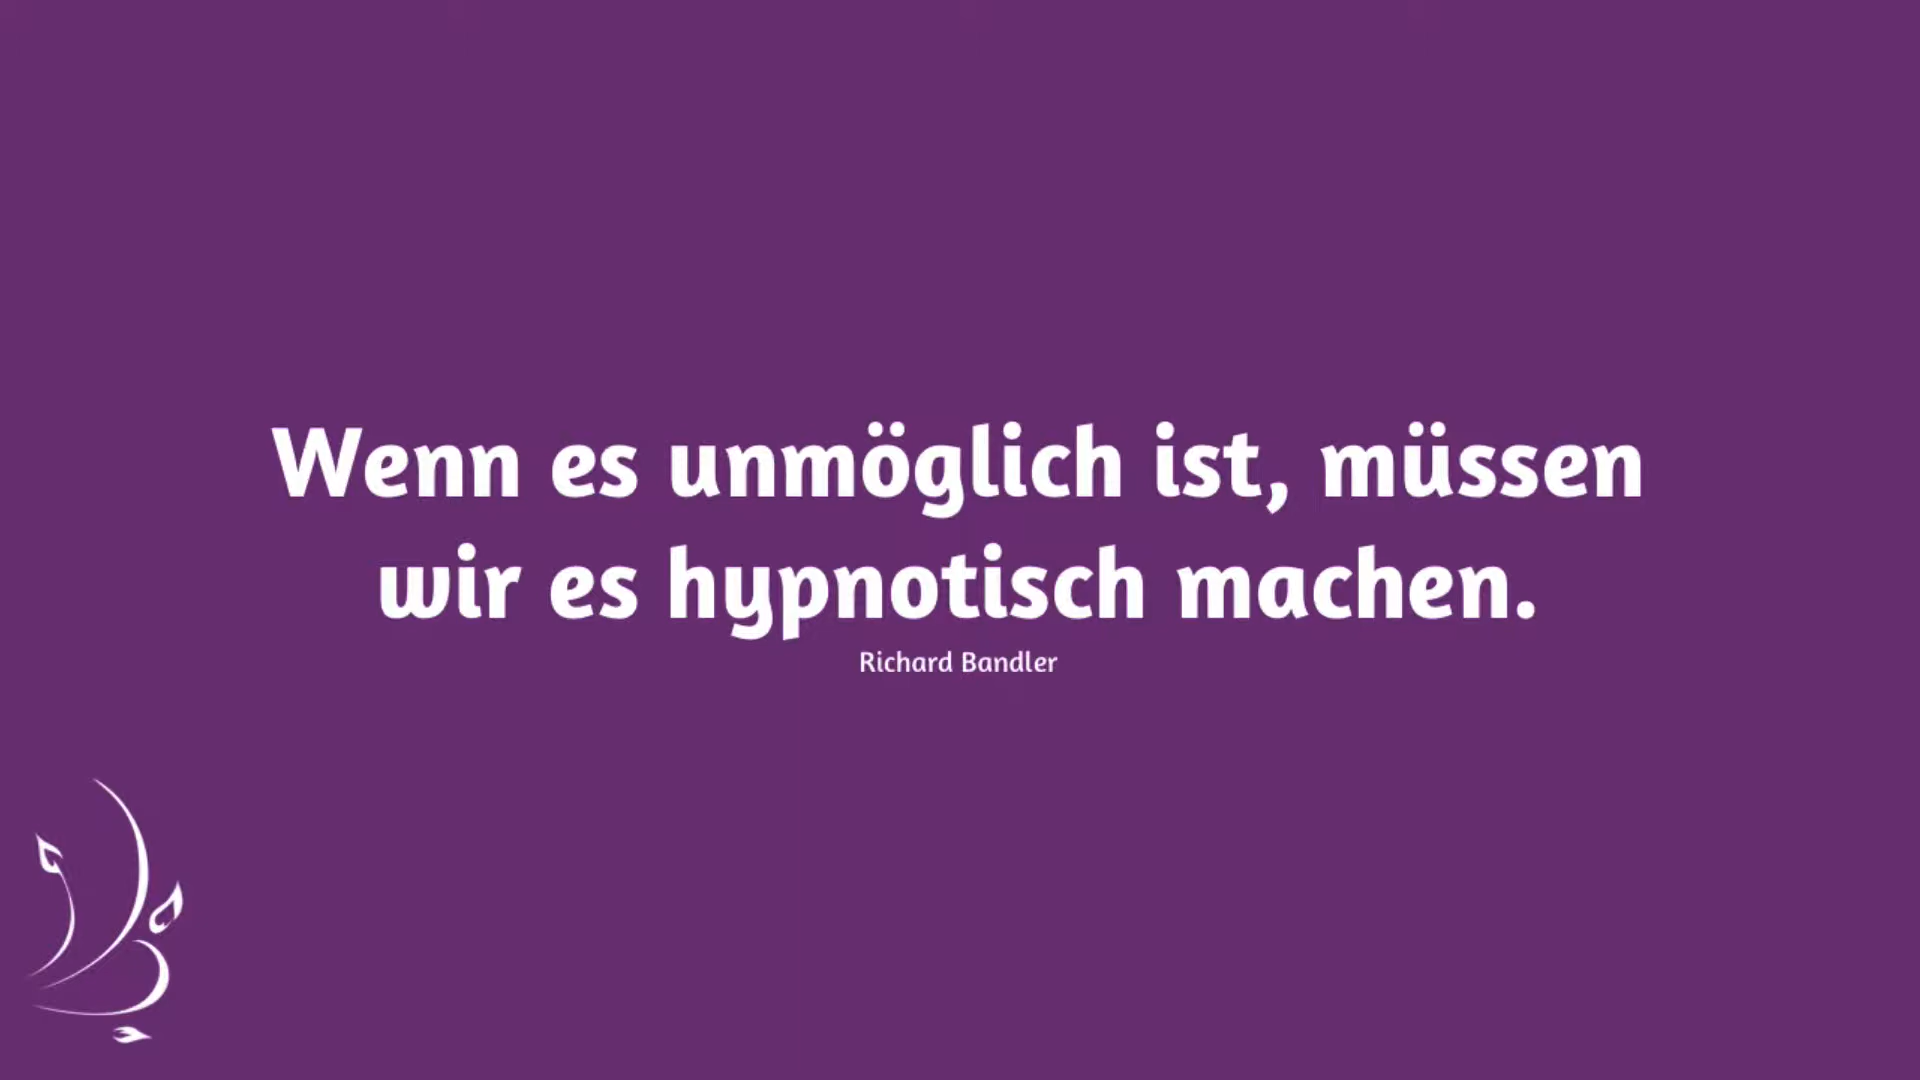 Wenn es unmöglich ist, müssen
wir es hypnotisch machen.
Richard Bandler